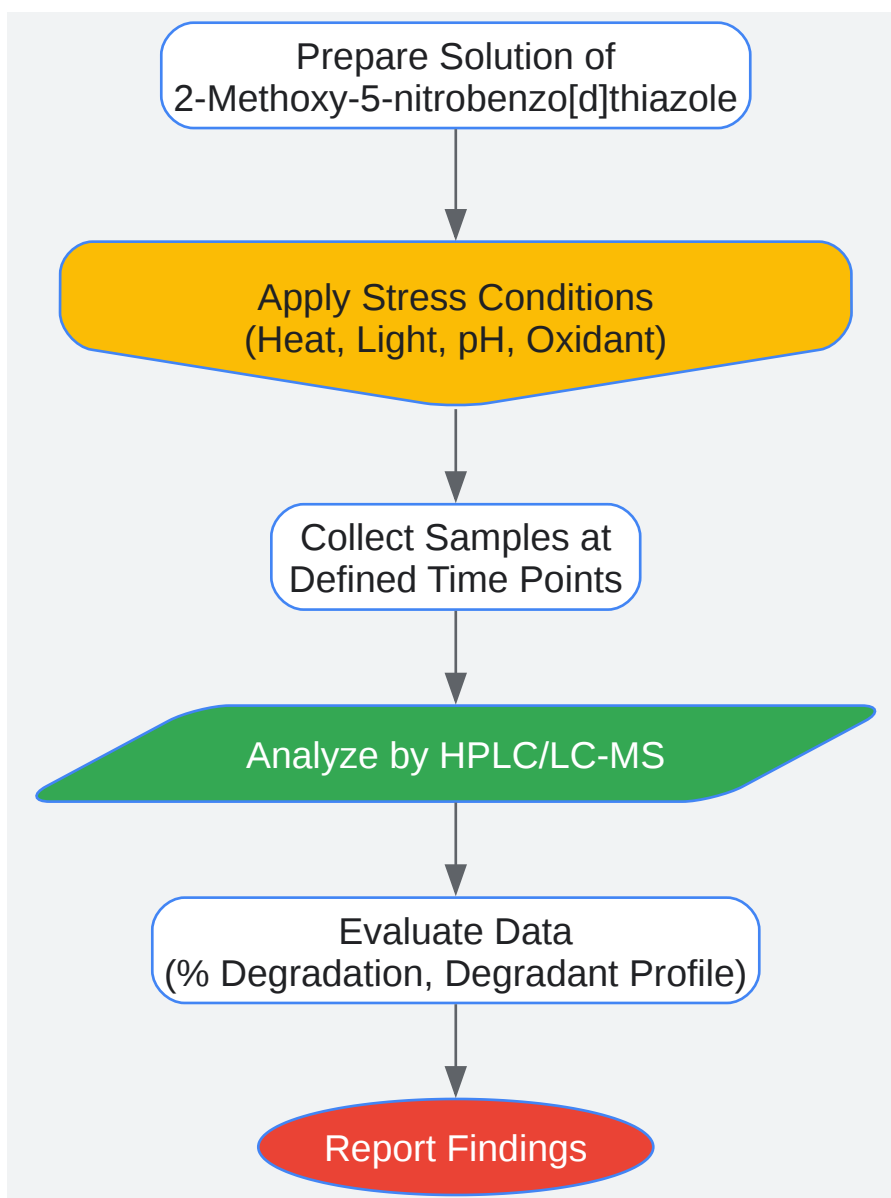 Prepare Solution of
2-Methoxy-5-nitrobenzo[d]thiazole
Apply Stress Conditions
(Heat, Light, pH, Oxidant)
Collect Samples at
Defined Time Points
Analyze by HPLC/LC-MS
Evaluate Data
(% Degradation, Degradant Profile)
Report Findings